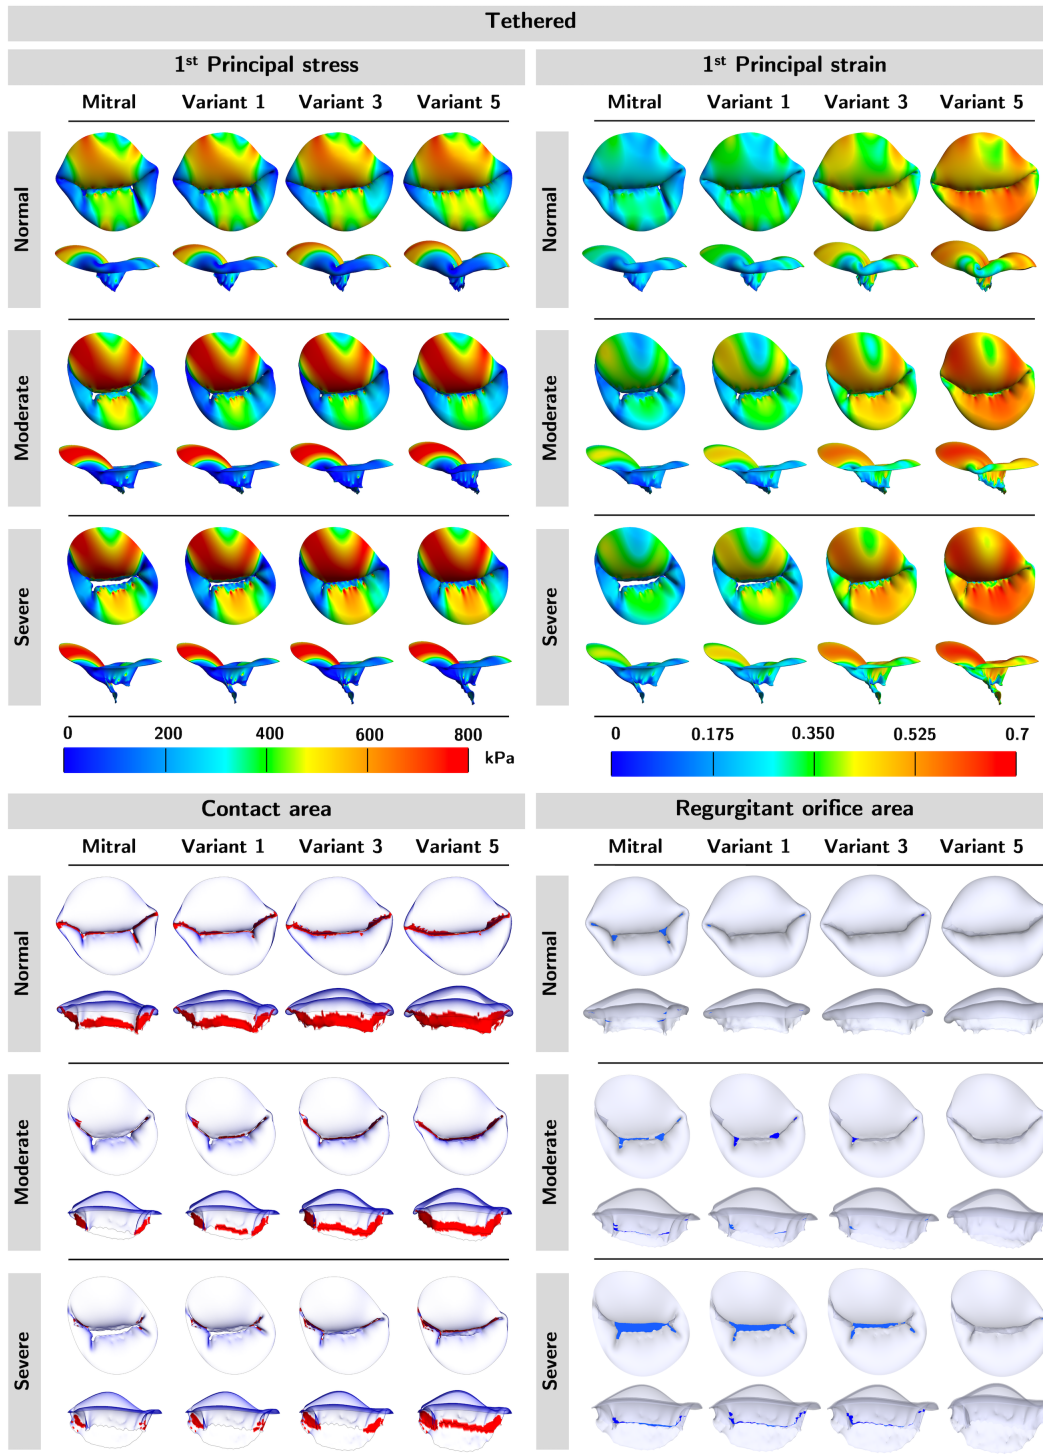 Tethered
1st Principal stress
1st Principal strain
Mitral Variant 1 Variant 3 Variant 5
Mitral Variant 1 Variant 3 Variant 5
Normal
Normal
Moderate
Moderate
Severe
Severe
0 200 400 600 800
kPa
0 0.175 0.350 0.525 0.7
Contact area
Regurgitant orifice area
Mitral Variant 1 Variant 3 Variant 5
Mitral Variant 1 Variant 3 Variant 5
Normal
Normal
Moderate
Moderate
Severe
Severe